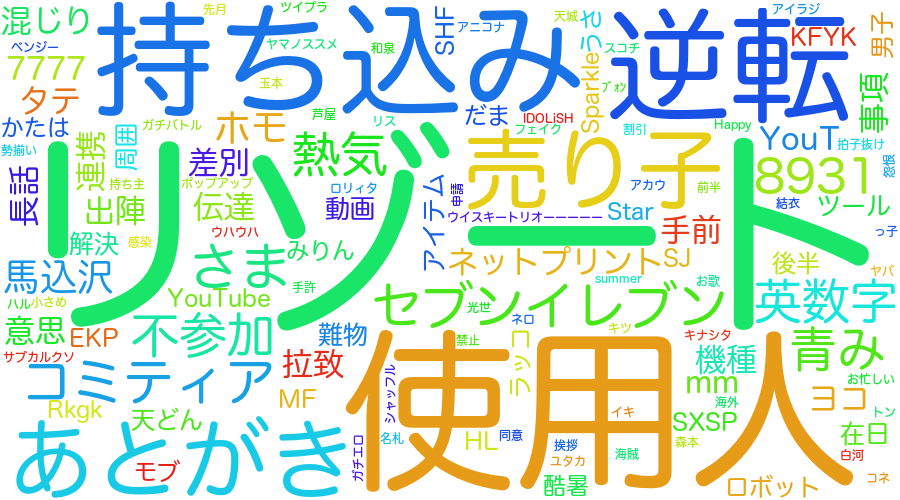 混じり
先月
ツイプラ
アニコナ
天城
アイラジ
ベンジー
持ち込み
SHF
逆転
KFYK
男子
7777
ヤマノススメ
和泉
スコチ
うさ
タテ
玉本
Sparkle
ブォン
事項
かたは
ガチバトル
ホモ
芦屋
リス
だま
_IDOLiSH
フェイク
割引
Happy
YouT
拍子抜け
勢揃い
連携
周囲
差別
熱気
売り子
怨恨
長話
持ち主
ポップアップ
ロリィタ
アイテム
申請
アカウ
前半
8931
出陣
伝達
動画
ウイスキートリオーーーーー
Star
結衣
ツール
解決
感染
ウハウハ
リゾート
みりん
手前
っ子
馬込沢
さま
手許
ネットプリント
SJ
後半
ヤバ
ハル
小さめ
YouTube
セブンイレブン
summer
お歌
英数字
意思
EKP
不参加
難物
光世
ネロ
キツ
キナシタ
サブカルクソ
拉致
禁止
機種
青み
コミティア
MF
シャッフル
使用人
ラッコ
mm
お忙しい
Rkgk
天どん
海外
ヨコ
トン
イキ
SXSP
在日
あとがき
モブ
ガチエロ
名札
HL
同意
挨拶
海賊
森本
白河
ユタカ
酷暑
ロボット
コネ